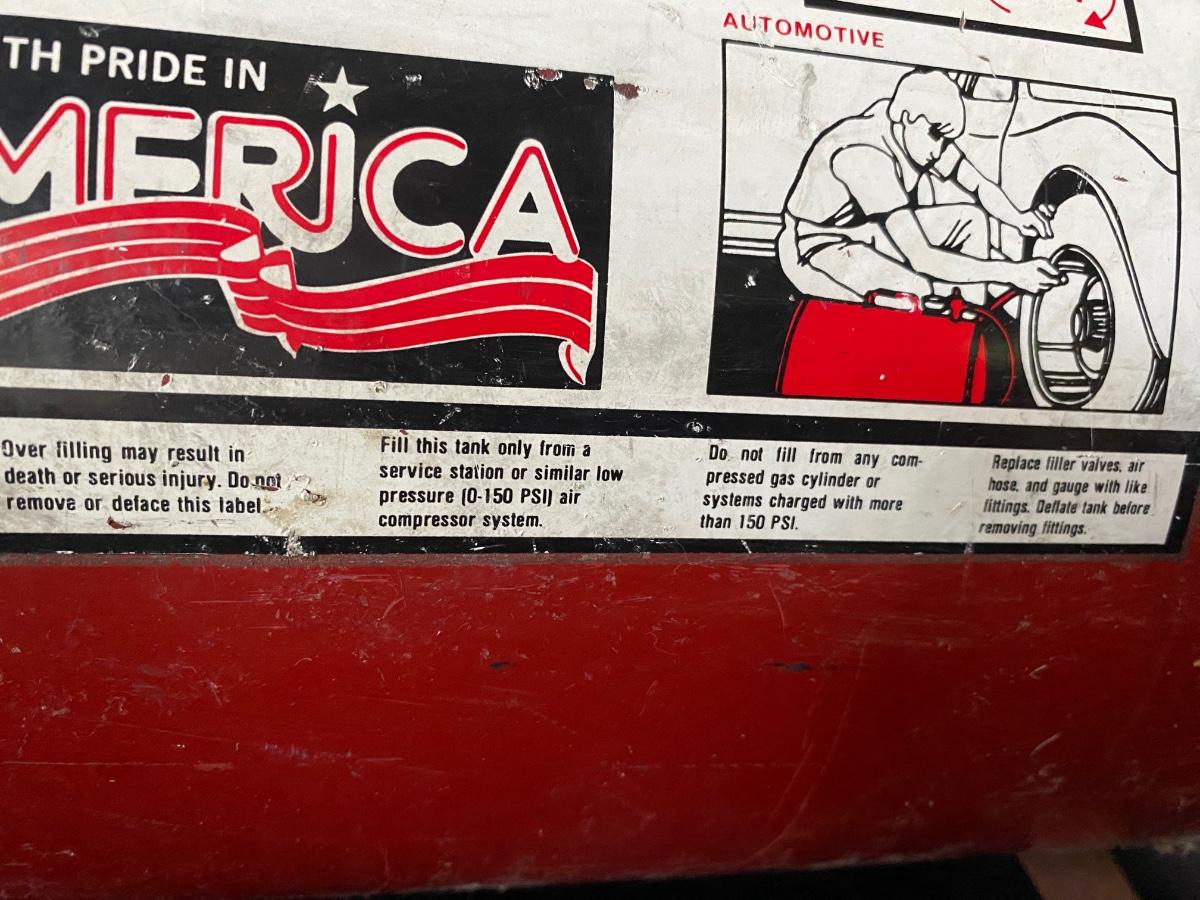 TH PRIDE IN
MERICA
AUTOMOTIVE
Over filling may result in
death or serious injury. Do not
remove or deface this label.
Fill this tank only from a
service station or similar low
pressure (0-150 PSI) air
compressor system.
Do not fill from any com-
pressed gas cylinder or
systems charged with more
than 150 PSI.
Replace filler valves, air
hose, and gauge with like
fittings. Deflate tank before
removing fittings.